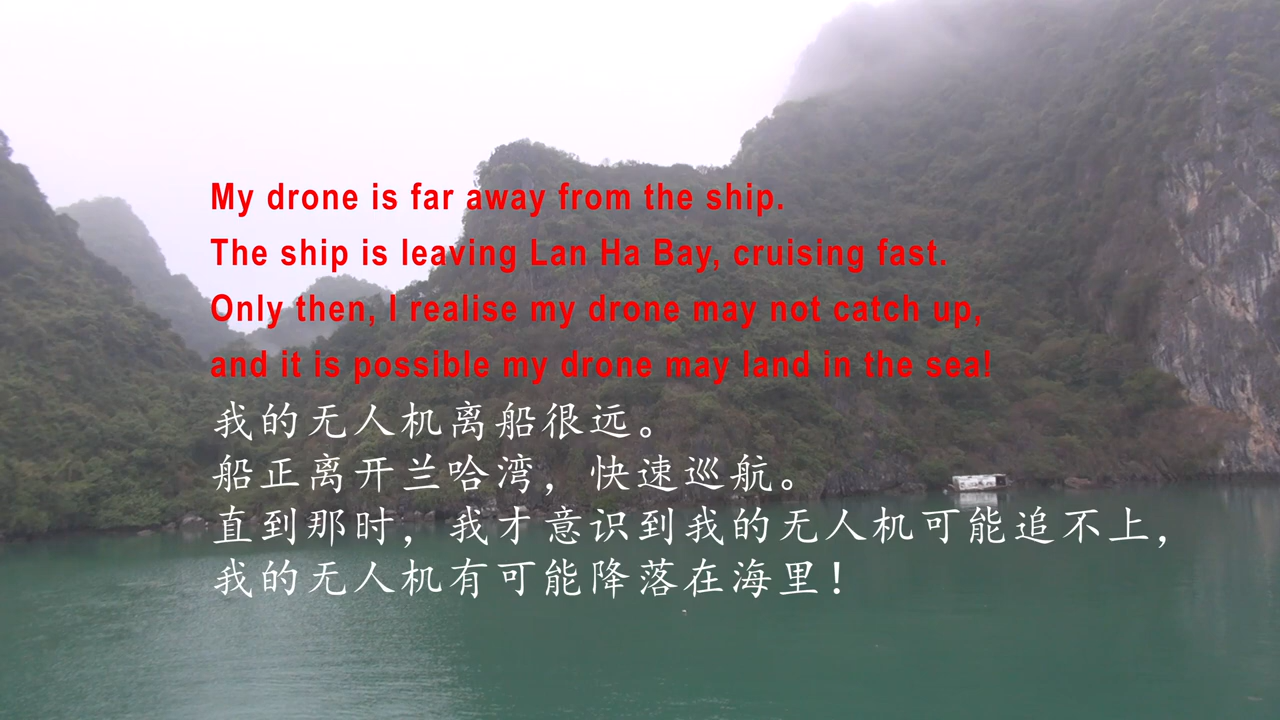 My drone is far away from the ship.
The ship is leaving Lan Ha Bay, cruising fast.
Only then, I realise my drone may not catch up,
and it is possible my drone may land in the sea!
我的无人机离船很远。
船正离开兰哈湾，快速巡航。
直到那时，我才意识到我的无人机可能追不上，
我的无人机有可能降落在海里！